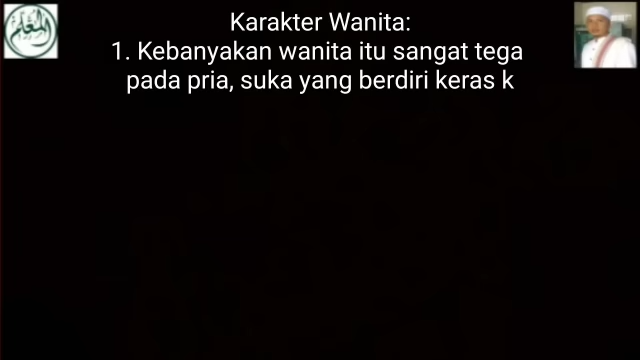 Karakter Wanita:
1. Kebanyakan wanita itu sangat tega
pada pria, suka yang berdiri keras k